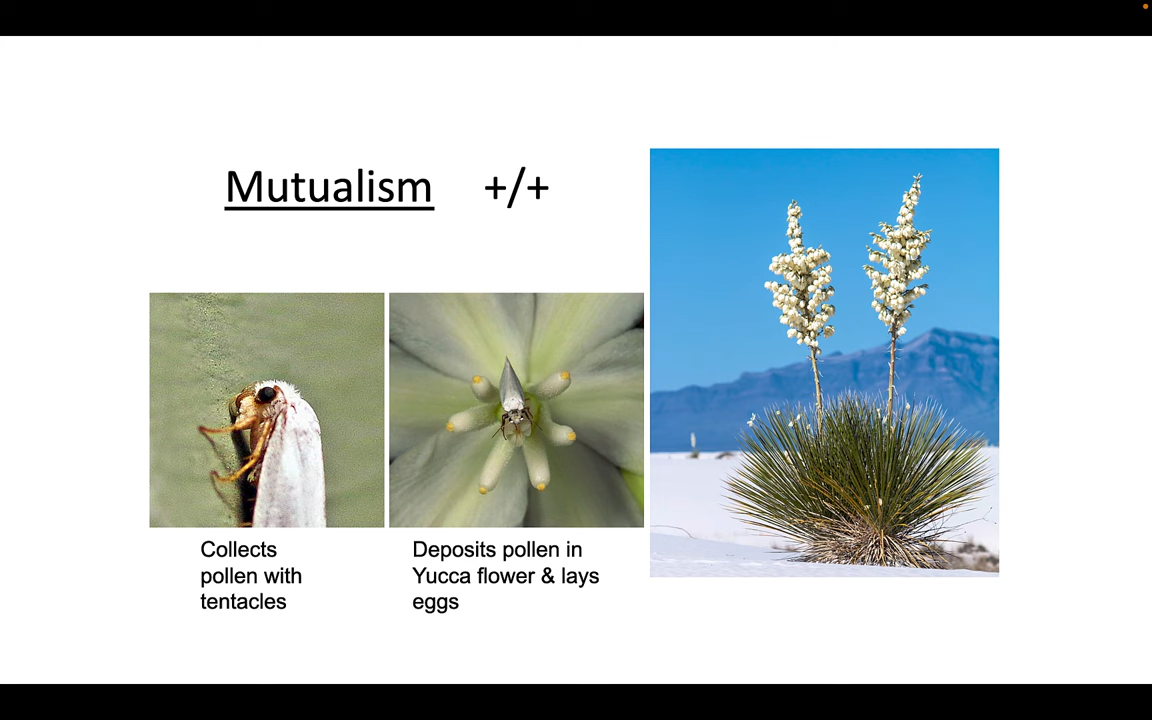 Mutualism +/+
Collects
pollen with
tentacles
Deposits pollen in
Yucca flower & lays
eggs